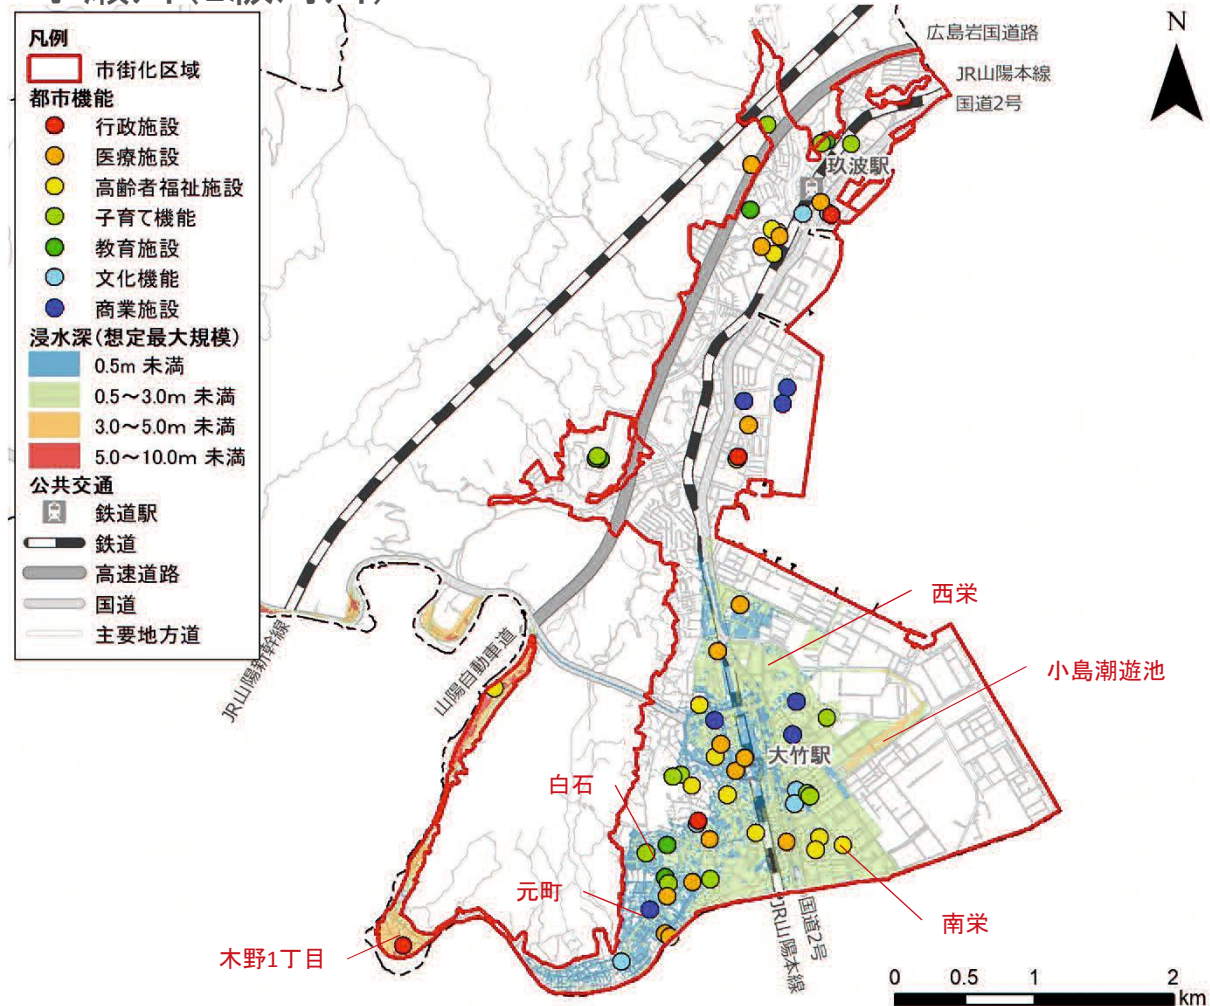 凡例
市街化区域
都市機能
行政施設
医療施設
高齢者福祉施設
子育て機能
教育施設
文化機能
商業施設
浸水深(想定最大規模)
0.5m 未満
0.5～3.0m 未満
3.0～5.0m 未満
5.0～10.0m 未満
公共交通
鉄道駅
鉄道
高速道路
国道
主要地方道
広島岩国道路
JR山陽本線
国道2号
N
玖波駅
西栄
小島潮遊池
JR山陽新幹線
山陽自動車道
大竹駅
白石
元町
南栄
木野1丁目
国道2号
JR山陽本線
0 0.5 1 2
km